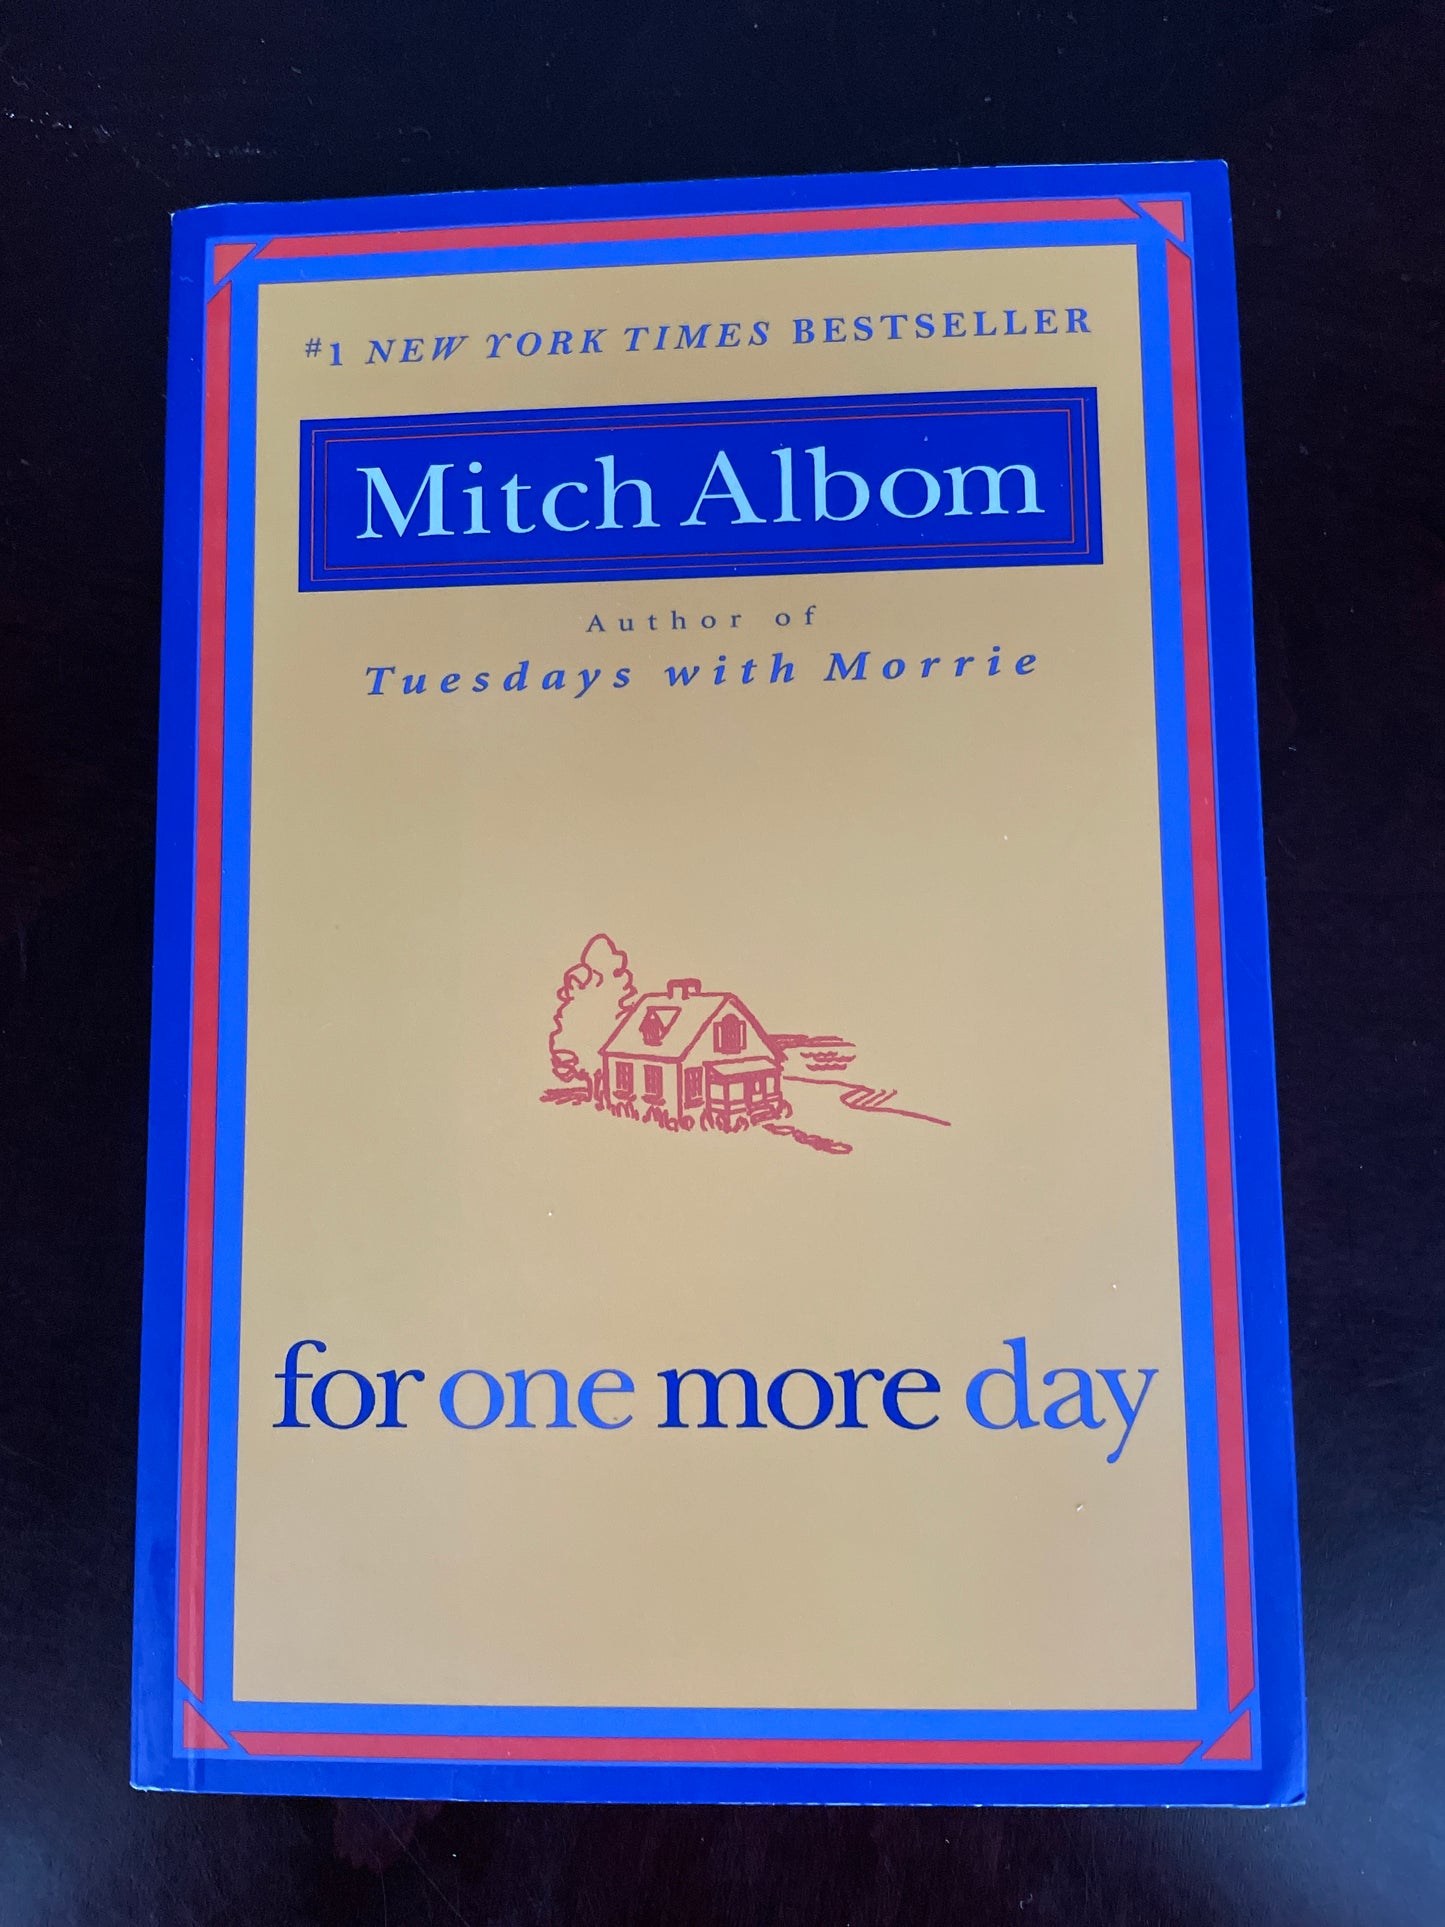 #1 NEW YORK TIMES BESTSELLER
Mitch Albom
Author of
Tuesdays with Morrie
for one more day